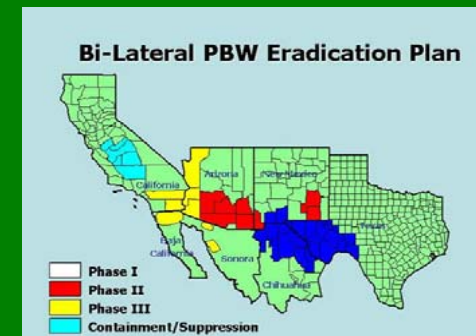 Bi-Lateral PBW Eradication Plan
California
Arizona
New Mexico
Texas
Baja
California
Sonora
Chihuahua
Phase I
Phase II
Phase III
Containment/Suppression